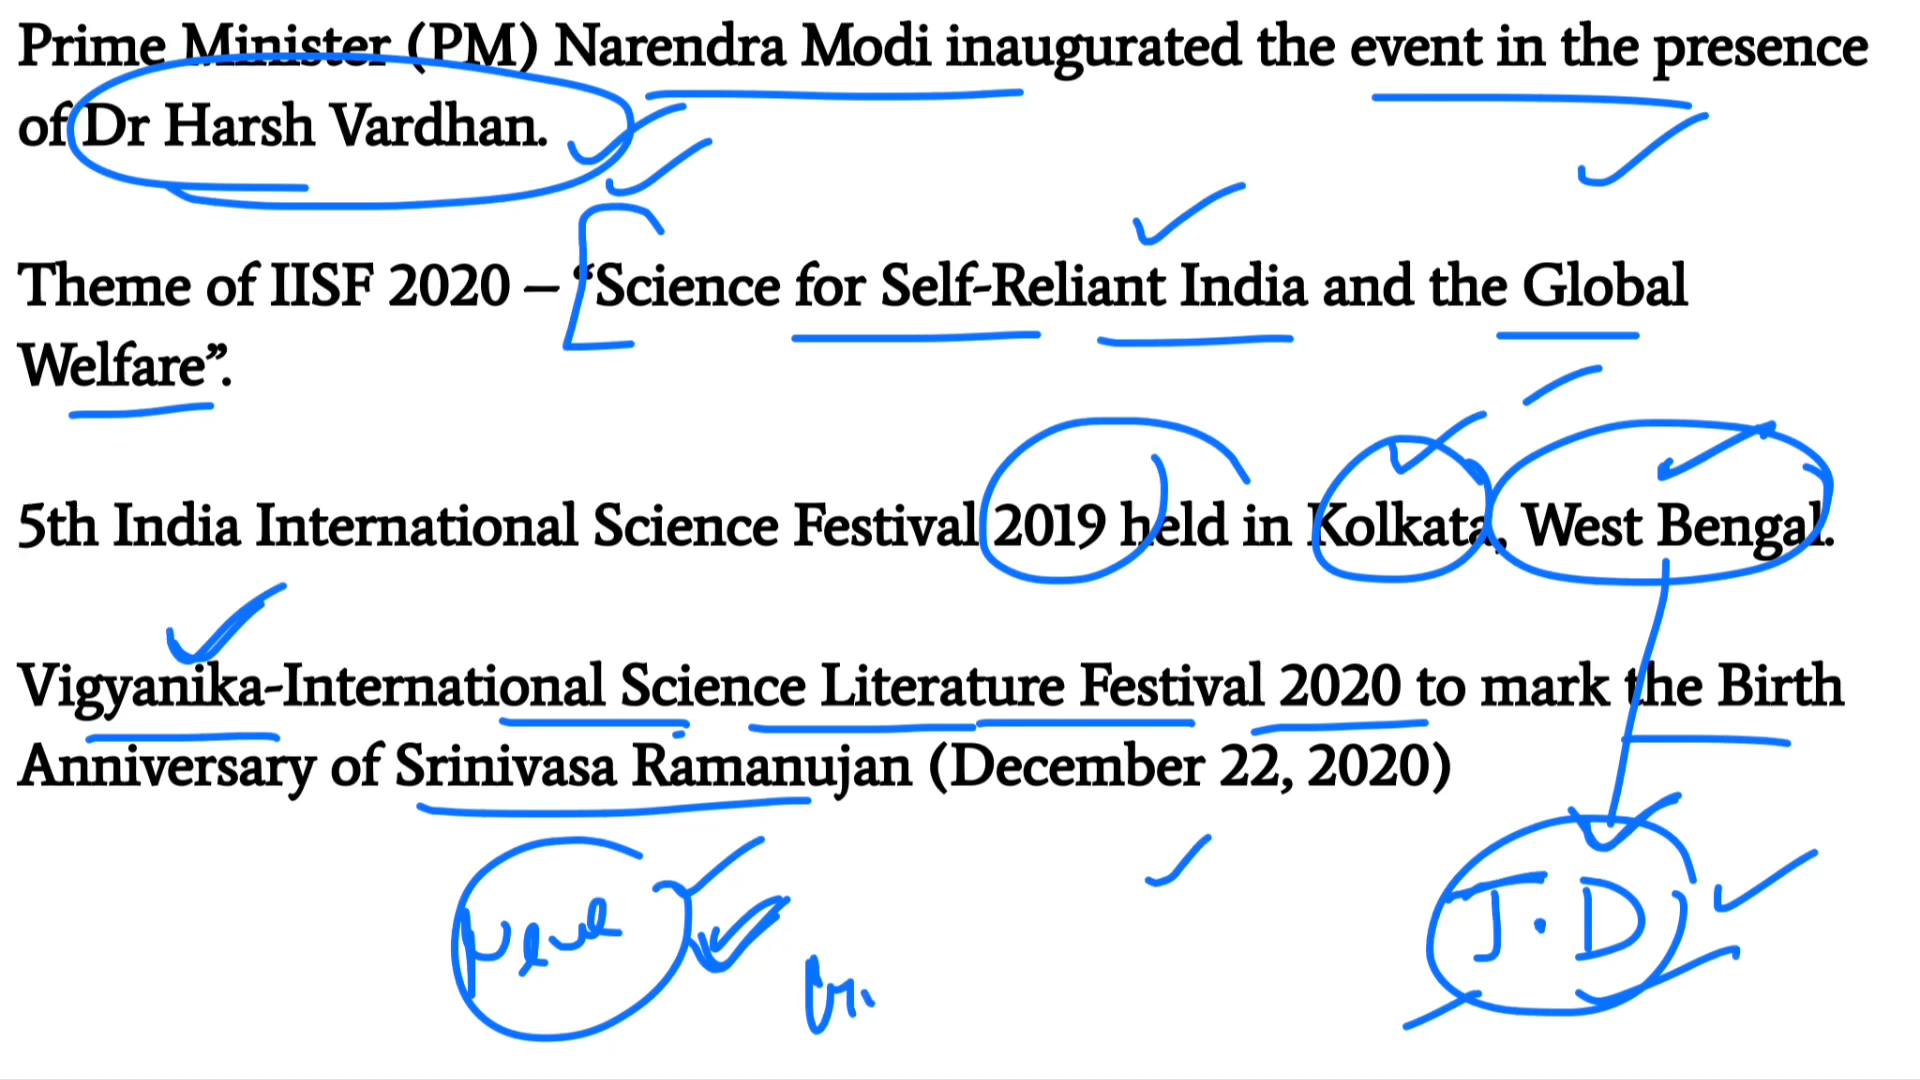 Prime Minister (PM) Narendra Modi inaugurated the event in the presence
of Dr Harsh Vardhan.
Theme of IISF 2020 – “Science for Self-Reliant India and the Global
Welfare”.
5th India International Science Festival 2019 held in Kolkata, West Bengal.
Vigyanika-International Science Literature Festival 2020 to mark the Birth
Anniversary of Srinivasa Ramanujan (December 22, 2020)
J.D